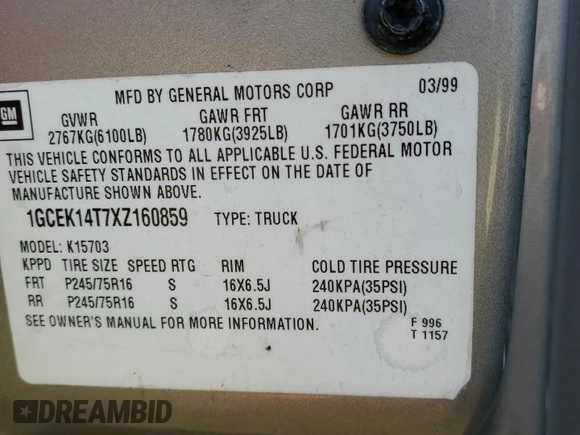 GM
MFD BY GENERAL MOTORS CORP 03/99
GVWR GAWR FRT GAWR RR
2767KG(6100LB) 1780KG(3925LB) 1701KG(3750LB)
THIS VEHICLE CONFORMS TO ALL APPLICABLE U.S. FEDERAL MOTOR
VEHICLE SAFETY STANDARDS IN EFFECT ON THE DATE OF
MANUFACTURE SHOWN ABOVE.
1GCEK14T7XZ160859 TYPE: TRUCK
MODEL: K15703
KPPD TIRE SIZE SPEED RTG RIM COLD TIRE PRESSURE
FRT P245/75R16 S 16X6.5J 240KPA(35PSI)
RR P245/75R16 S 16X6.5J 240KPA(35PSI)
SEE OWNER'S MANUAL FOR MORE INFORMATION.
F 996
T 1157
DREAMBID